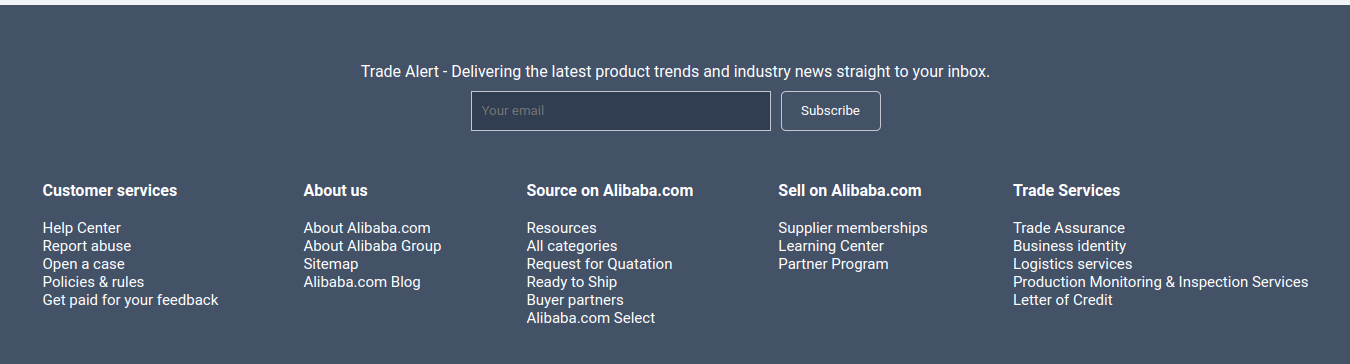 Trade Alert - Delivering the latest product trends and industry news straight to your inbox.
Your email
Subscribe
Customer services
Help Center
Report abuse
Open a case
Policies & rules
Get paid for your feedback
About us
About Alibaba.com
About Alibaba Group
Sitemap
Alibaba.com Blog
Source on Alibaba.com
Resources
All categories
Request for Quatation
Ready to Ship
Buyer partners
Alibaba.com Select
Sell on Alibaba.com
Supplier memberships
Learning Center
Partner Program
Trade Services
Trade Assurance
Business identity
Logistics services
Production Monitoring & Inspection Services
Letter of Credit